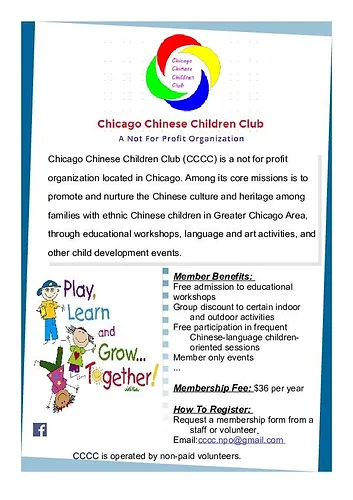 Chicago
Chinese
Children
Club
Chicago Chinese Children Club
A Not For Profit Organization
Chicago Chinese Children Club (CCCC) is a not for profit
organization located in Chicago. Among its core missions is to
promote and nurture the Chinese culture and heritage among
families with ethnic Chinese children in Greater Chicago Area,
through educational workshops, language and art activities, and
other child development events.
Play,
Learn
and
Grow...
Together!
Member Benefits:
Free admission to educational
workshops
Group discount to certain indoor
and outdoor activities
Free participation in frequent
Chinese-language children-
oriented sessions
Member only events
...
Membership Fee: $36 per year
How To Register:
Request a membership form from a
staff or volunteer
Email:cccc.npo@gmail.com
f
CCCC is operated by non-paid volunteers.